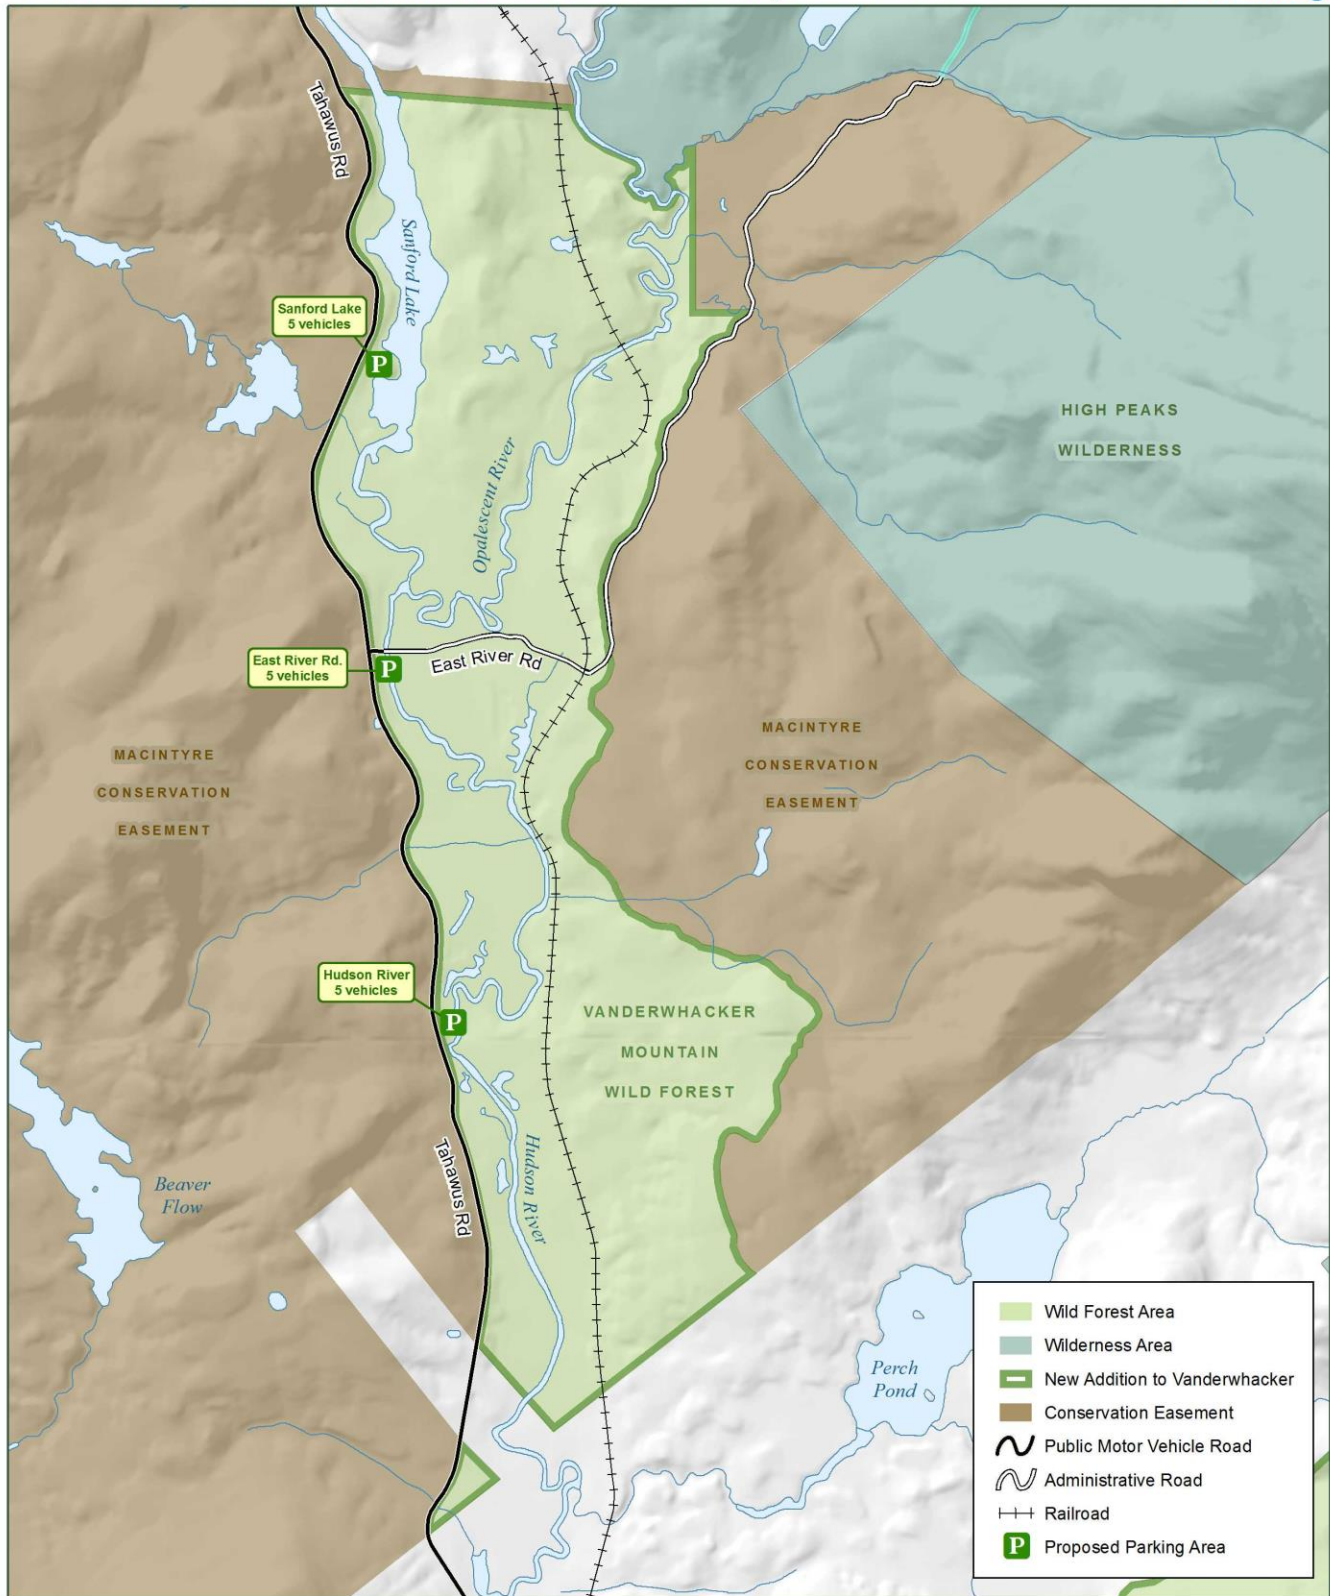 Tahawus Rd
Sanford Lake
Sanford Lake
5 vehicles
HIGH PEAKS
WILDERNESS
Opalescent River
East River Rd.
5 vehicles
East River Rd
MACINTYRE
CONSERVATION
EASEMENT
MACINTYRE
CONSERVATION
EASEMENT
Hudson River
5 vehicles
VANDERWHACKER
MOUNTAIN
WILD FOREST
Tahawus Rd
Hudson River
Beaver
Flow
Perch
Pond
Wild Forest Area
Wilderness Area
New Addition to Vanderwhacker
Conservation Easement
Public Motor Vehicle Road
Administrative Road
Railroad
P Proposed Parking Area
P
P
P